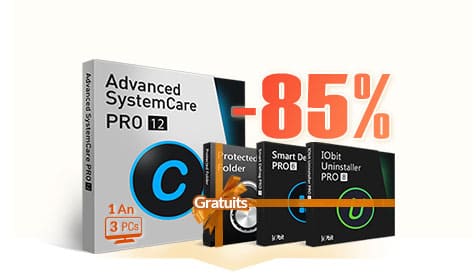 Advanced
SystemCare
PRO 12
1 An
3 PCs
Advanced SystemCare PRO 12
-85%
Protected
Folder
Smart De
PRO 6
IObit
Uninstaller
PRO 8
Gratuits
IObit
IObit